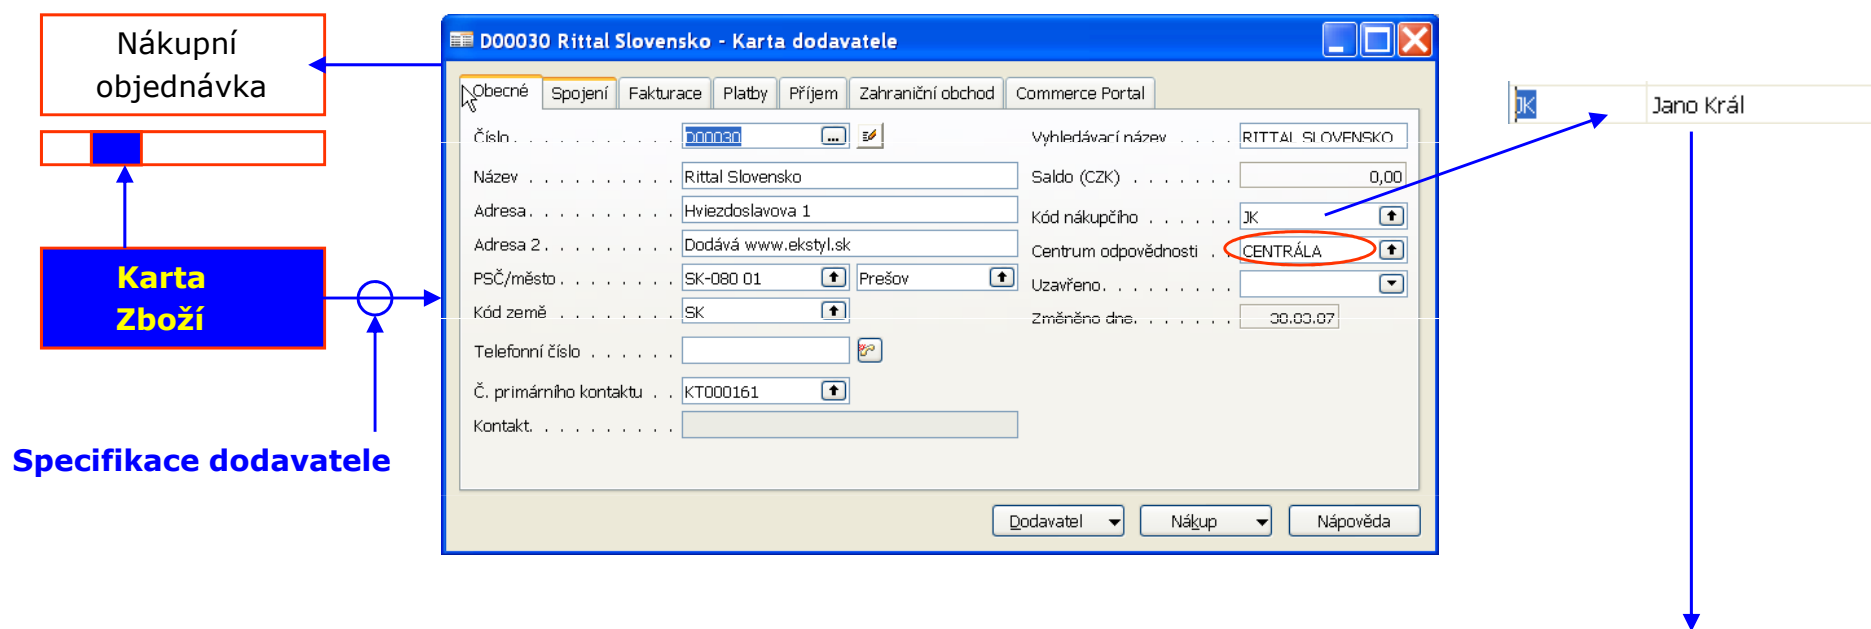 Nákupní
objednávka
Karta
Zboží
Specifikace dodavatele
D00030 Rittal Slovensko - Karta dodavatele
Obecné Spojení Fakturace Platby Příjem Zahraniční obchod Commerce Portal
Číslo. . . . . . . . . . . D00030 ...
Název . . . . . . . . . . Rittal Slovensko
Adresa. . . . . . . . . . Hviezdoslavova 1
Adresa 2. . . . . . . . . Dodává www.ekstyl.sk
PSČ/město. . . . . . . . SK-080 01 Prešov
Kód země . . . . . . . . SK
Telefonní číslo . . . . . .
Č. primárního kontaktu . . KT000161
Kontakt. . . . . . . . . .
Vyhledávací název . . . . RITTAL SLOVENSKO
Saldo (CZK) . . . . . . . 0,00
Kód nákupčího . . . . . . JK
Centrum odpovědnosti . . CENTRÁLA
Uzavřeno. . . . . . . . .
Změněno dne. . . . . . . 30.03.07
Dodavatel Nákup Nápověda
JK Jano Král